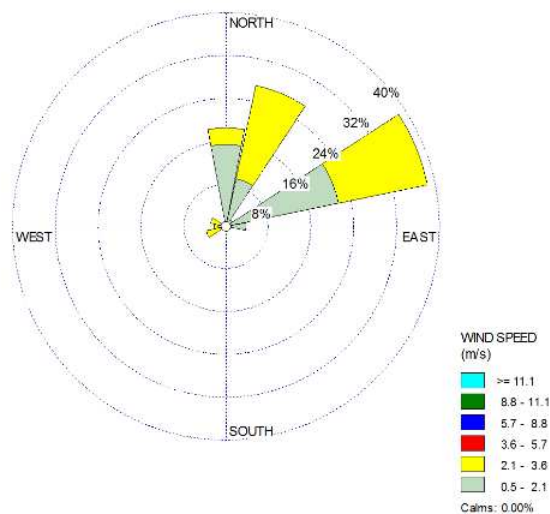 NORTH
40%
32%
24%
16%
8%
WEST
EAST
SOUTH
WIND SPEED
(m/s)
>= 11.1
8.8 - 11.1
5.7 - 8.8
3.6 - 5.7
2.1 - 3.6
0.5 - 2.1
Calms: 0.00%